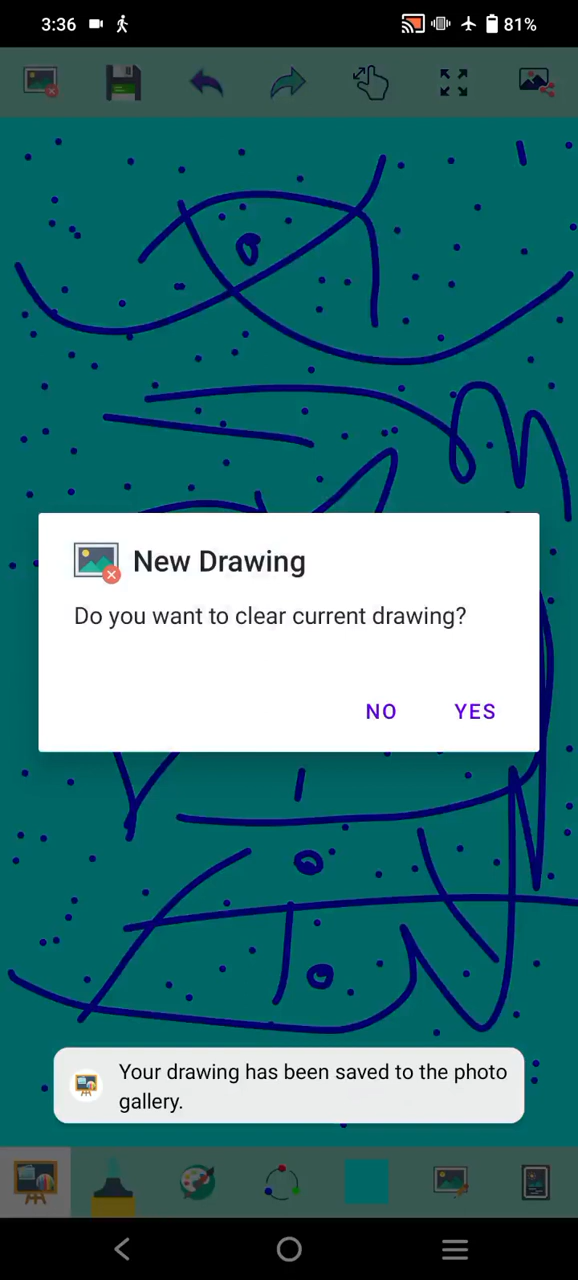 3:36
81%
New Drawing
Do you want to clear current drawing?
NO YES
Your drawing has been saved to the photo
gallery.